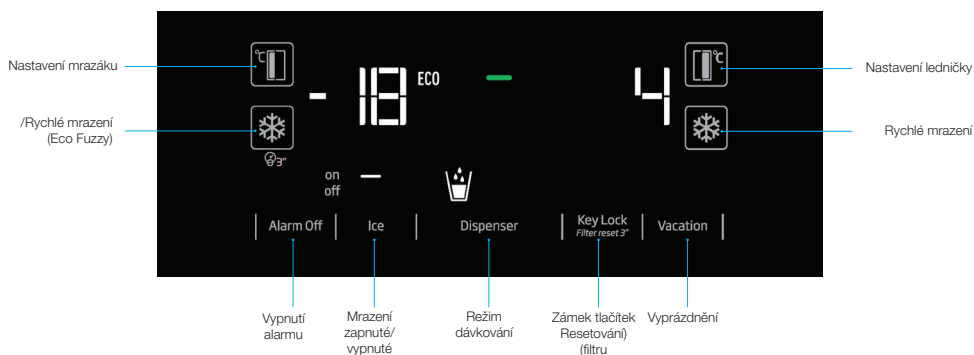 Nastavení mrazáku
/Rychlé mrazení
(Eco Fuzzy)
°C
- 18 ECO
4
°C
Nastavení ledničky
Rychlé mrazení
3"
on
off
Alarm Off
Ice
Dispenser
Key Lock
Filter reset 3"
Vacation
Vypnutí
alarmu
Mrazení
zapnuté/
vypnuté
Režim
dávkování
Zámek tlačítek
Resetování)
(filtru
Vyprázdnění